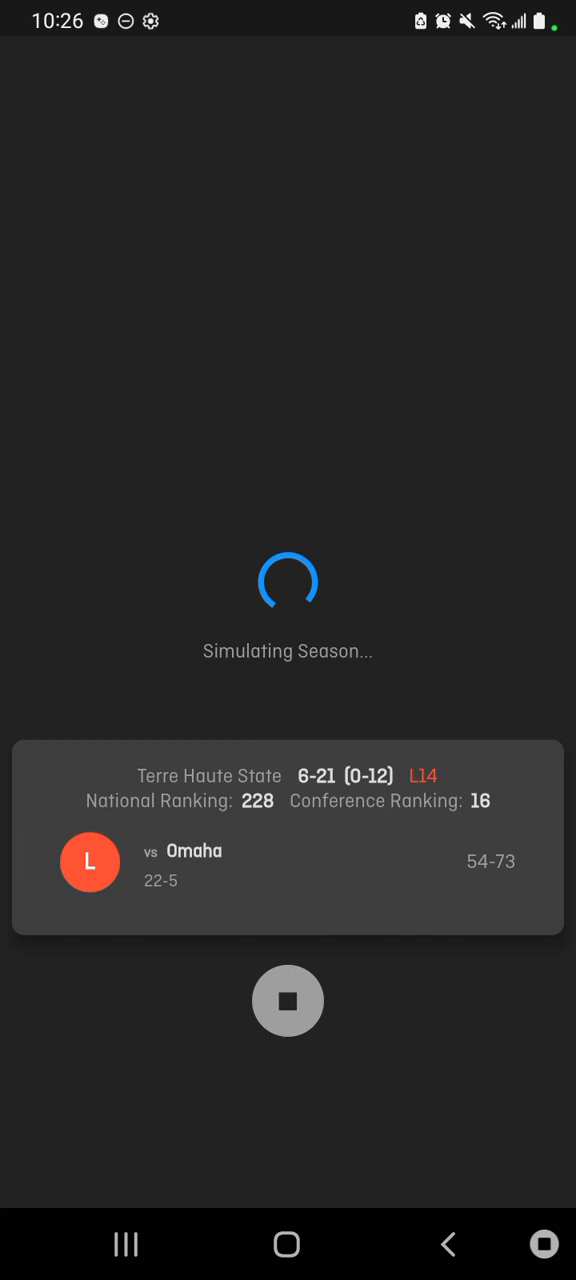 10:26
Simulating Season...
Terre Haute State 6-21 (0-12) L14
National Ranking: 228 Conference Ranking: 16
L vs Omaha 54-73
22-5